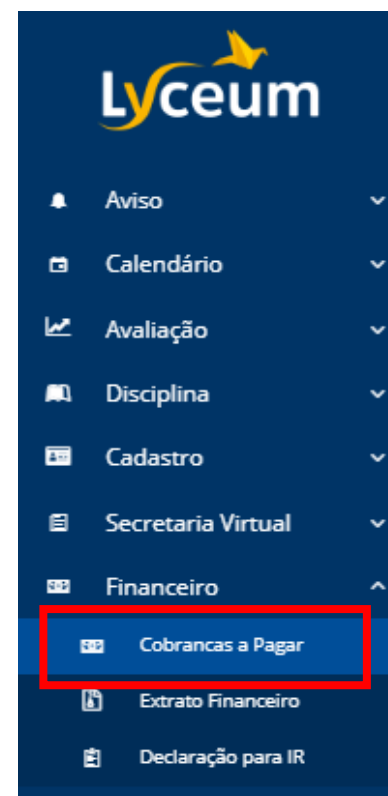 Lyceum
Aviso
Calendário
Avaliação
Disciplina
Cadastro
Secretaria Virtual
Financeiro
Cobrancas a Pagar
Extrato Financeiro
Declaração para IR